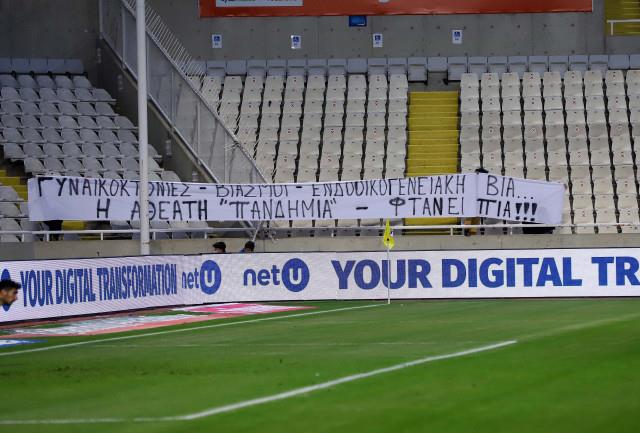 ΓΥΝΑΙΚΟΚΤΟΝΙΕΣ - ΒΙΑΣΜΟΙ - ΕΝΔΟΟΙΚΟΓΕΝΕΙΑΚΗ ΒΙΑ...
Η ΑΘΕΑΤΗ "ΠΑΝΔΗΜΙΑ" - ΦΤΑΝΕΙ ΠΙΑ!!!
YOUR DIGITAL TRANSFORMATION netU netU YOUR DIGITAL TR